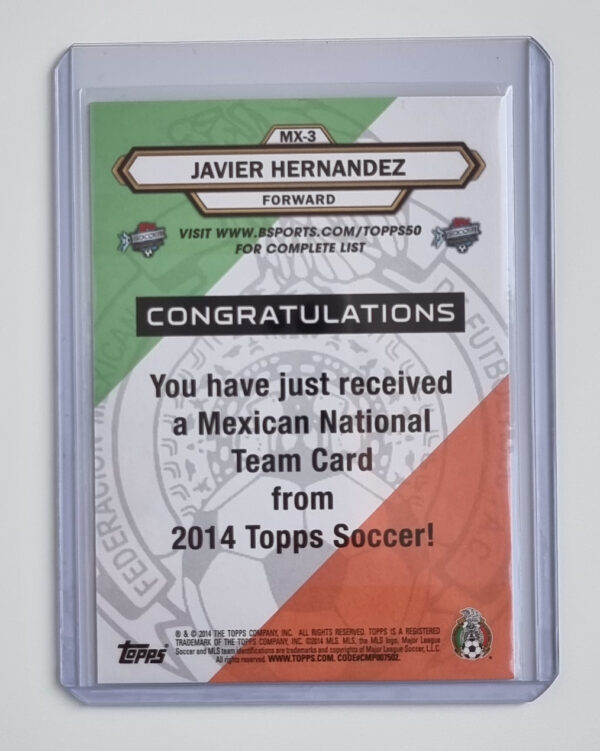 MX-3
JAVIER HERNANDEZ
FORWARD
VISIT WWW.BSPORTS.COM/TOPPS50
FOR COMPLETE LIST
CONGRATULATIONS
You have just received
a Mexican National
Team Card
from
2014 Topps Soccer!
® & © 2014 THE TOPPS COMPANY, INC. ALL RIGHTS RESERVED. TOPPS IS A REGISTERED
TRADEMARK OF THE TOPPS COMPANY, INC. ©2014 MLS. MLS, the MLS logo, Major League
Soccer and MLS team identifications are trademarks and copyrights of Major League Soccer, L.L.C.
All rights reserved. WWW.TOPPS.COM. CODE#CMP007502.
Topps
FEDERACION